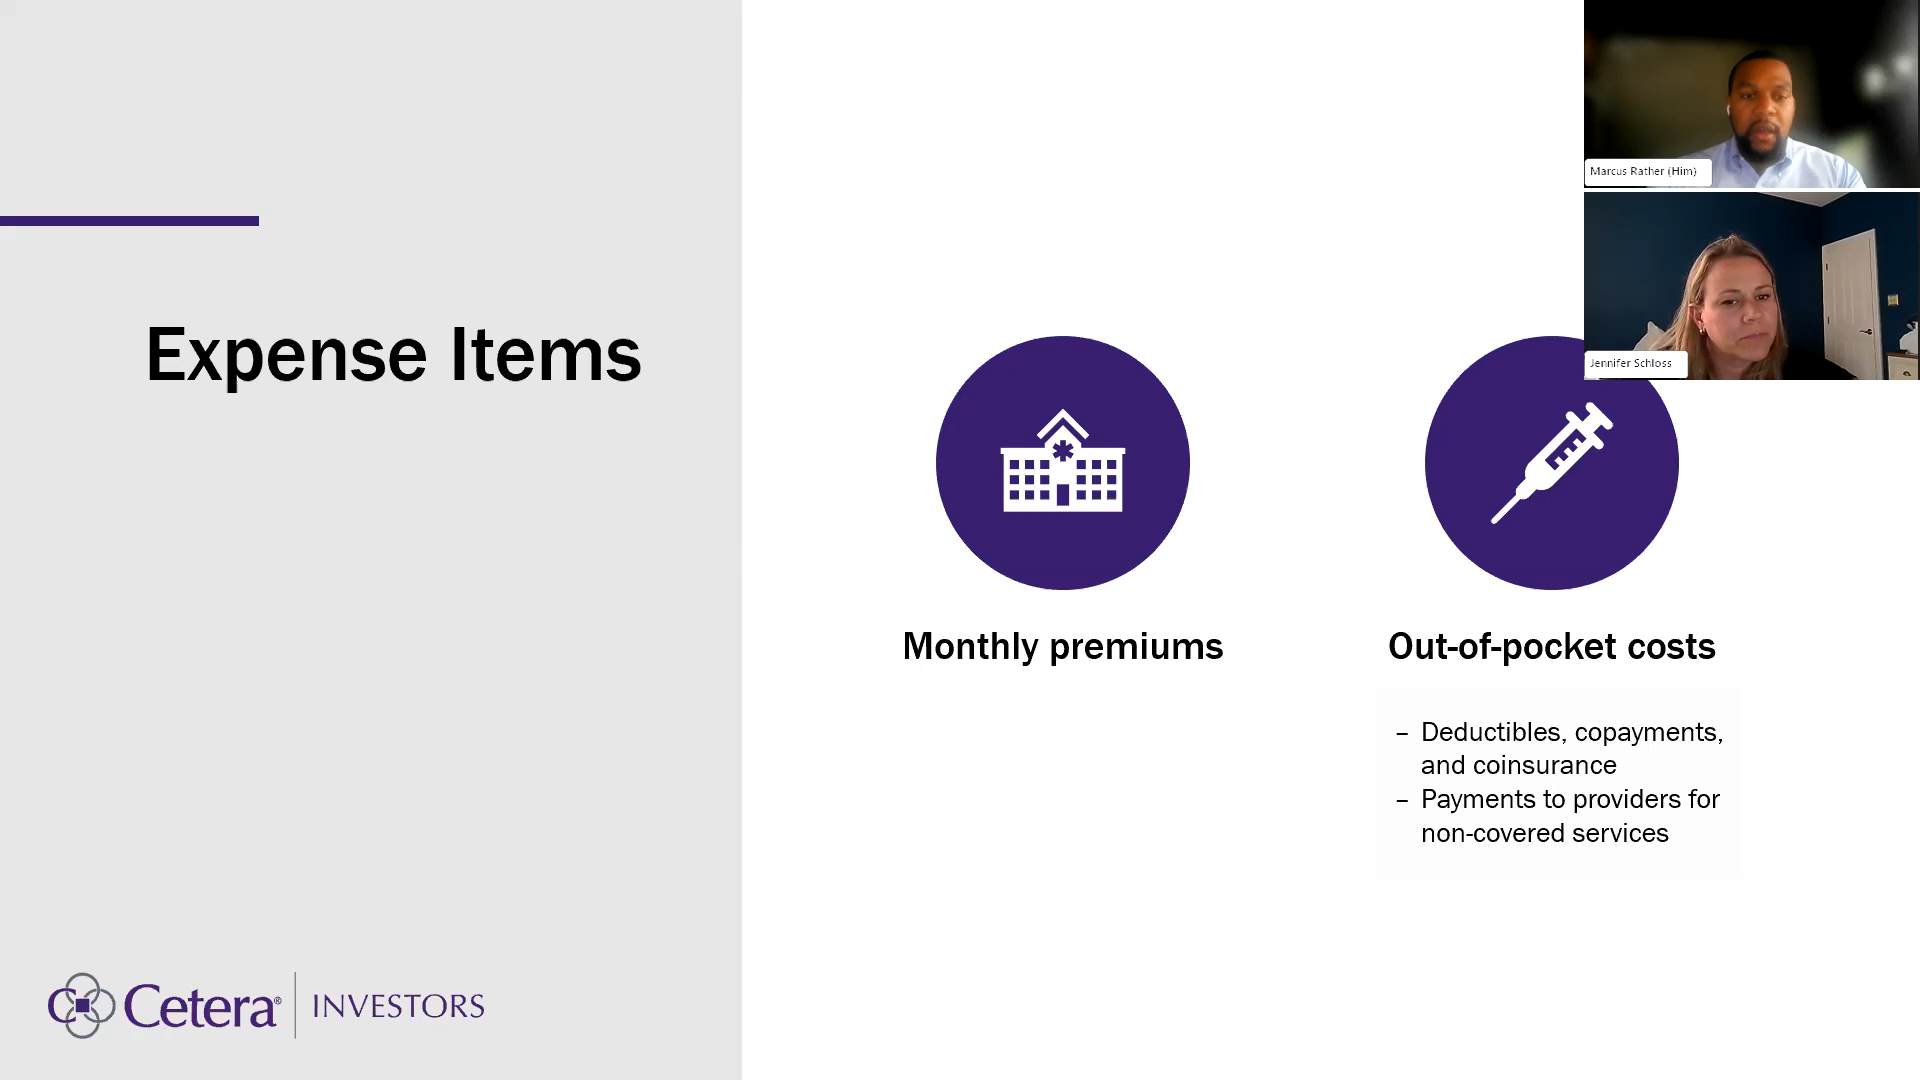 Expense Items
Monthly premiums
Out-of-pocket costs
– Deductibles, copayments,
and coinsurance
– Payments to providers for
non-covered services
Cetera® | INVESTORS
Marcus Rather (Him)
Jennifer Schloss